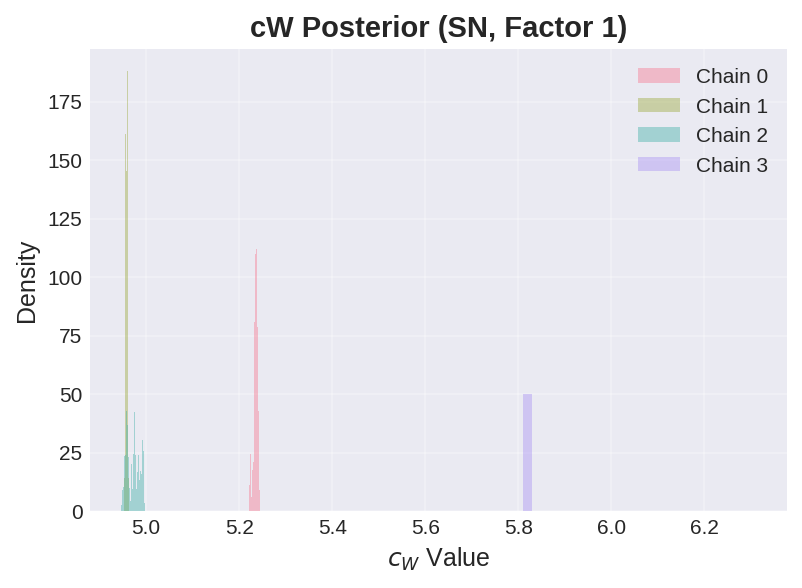 cW Posterior (SN, Factor 1)
Chain 0
Chain 1
Chain 2
Chain 3
175
150
125
100
75
50
25
0
Density
5.0 5.2 5.4 5.6 5.8 6.0 6.2
cW Value